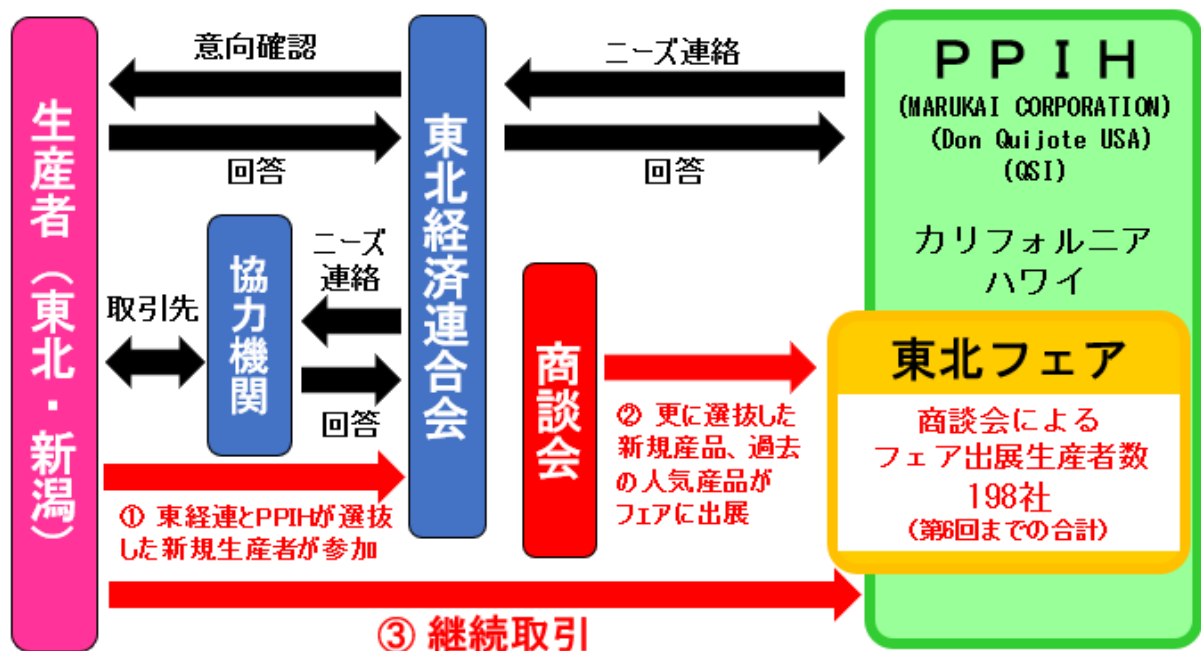 生産者（東北・新潟）
意向確認
回答
東北経済連合会
ニーズ連絡
回答
PPIH
(MARUKAI CORPORATION)
(Don Quijote USA)
(QSI)
カリフォルニア
ハワイ
協力機関
取引先
ニーズ
連絡
回答
① 東経連とPPIHが選抜
した新規生産者が参加
商談会
② 更に選抜した
新規産品、過去
の人気産品が
フェアに出展
東北フェア
商談会による
フェア出展生産者数
198社
(第6回までの合計)
③ 継続取引